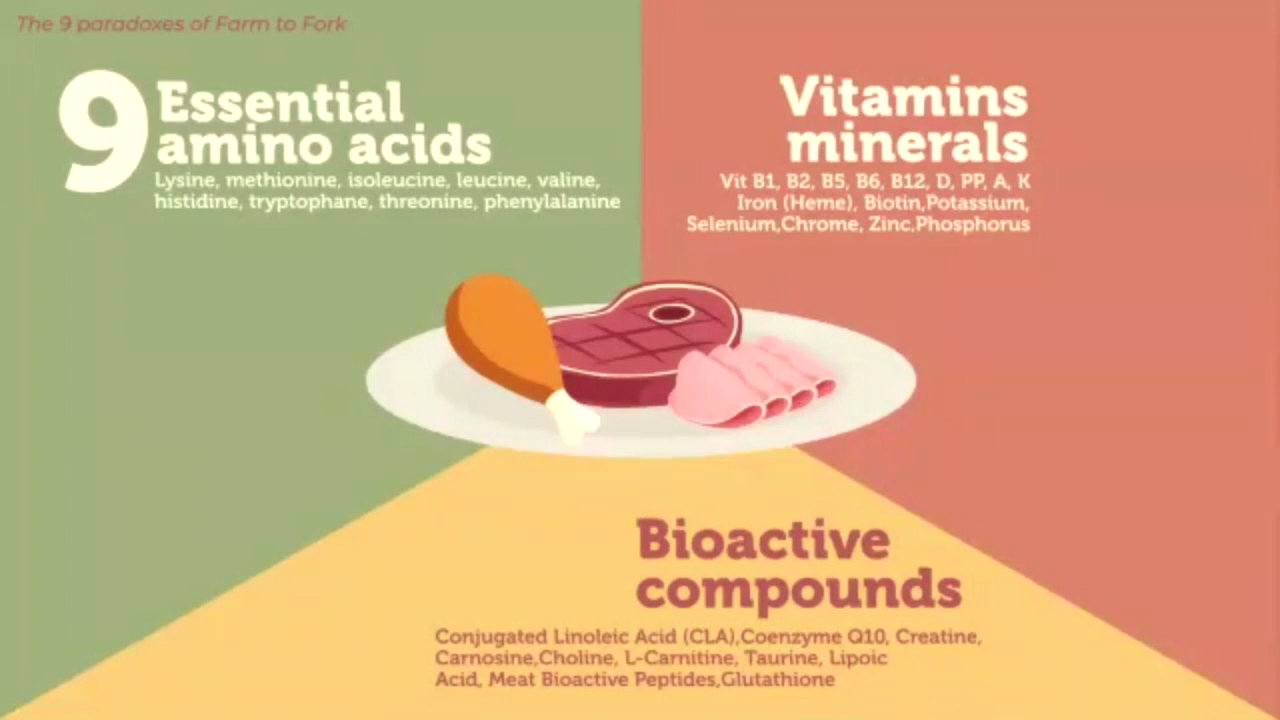 The 9 paradoxes of Farm to Fork
9 Essential
amino acids
Lysine, methionine, isoleucine, leucine, valine,
histidine, tryptophane, threonine, phenylalanine
Vitamins
minerals
Vit B1, B2, B5, B6, B12, D, PP, A, K
Iron (Heme), Biotin,Potassium,
Selenium,Chrome, Zinc,Phosphorus
Bioactive
compounds
Conjugated Linoleic Acid (CLA),Coenzyme Q10, Creatine,
Carnosine,Choline, L-Carnitine, Taurine, Lipoic
Acid, Meat Bioactive Peptides,Glutathione